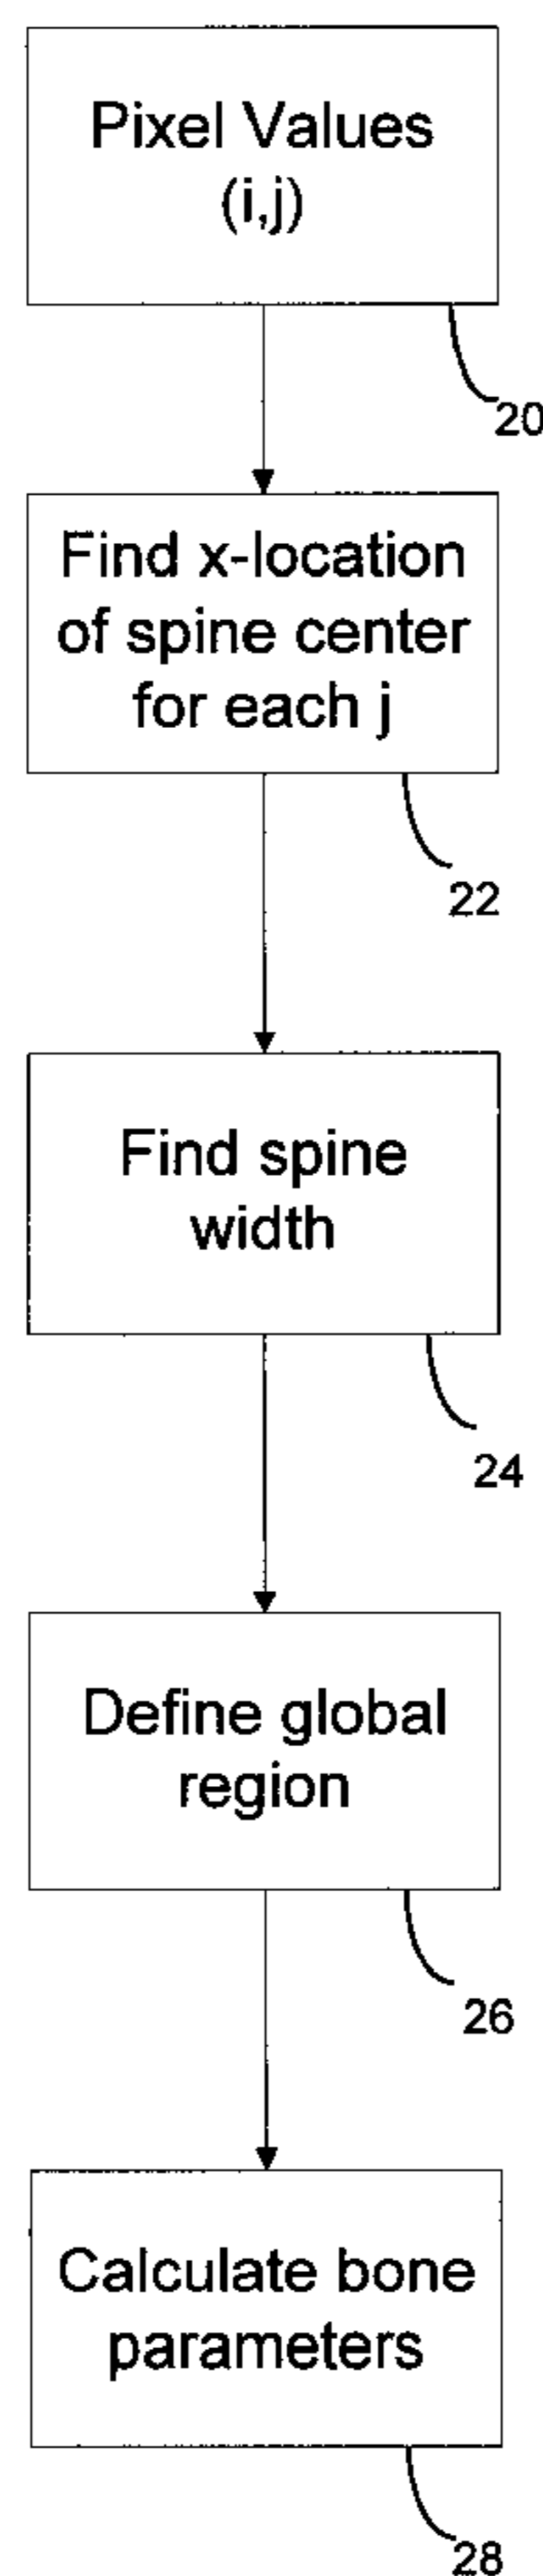 Pixel Values
(i,j)
20
Find x-location
of spine center
for each j
22
Find spine
width
24
Define global
region
26
Calculate bone
parameters
28